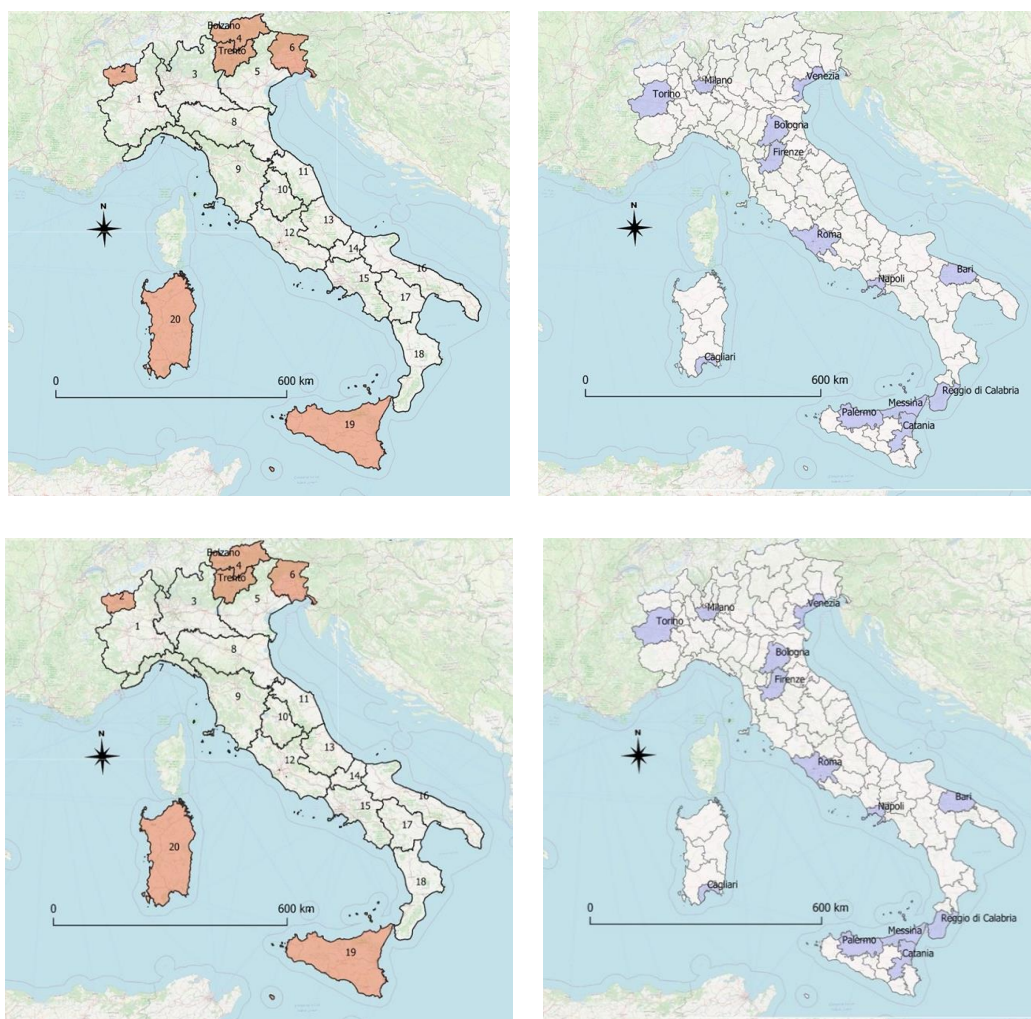 Bolzano
4
Trento
6
2
3
5
1
8
7
9
11
10
13
12
14
15
16
17
N
20
18
0
600 km
19
Venezia
Milano
Torino
Bologna
Firenze
N
Roma
Bari
Napoli
Cagliari
0
600 km
Reggio di Calabria
Messina
Palermo
Catania
Bolzano
4
Trento
6
2
3
5
1
8
7
9
11
10
13
12
14
15
16
17
N
20
18
0
600 km
19
Venezia
Milano
Torino
Bologna
Firenze
N
Roma
Bari
Napoli
Cagliari
0
600 km
Reggio di Calabria
Messina
Palermo
Catania